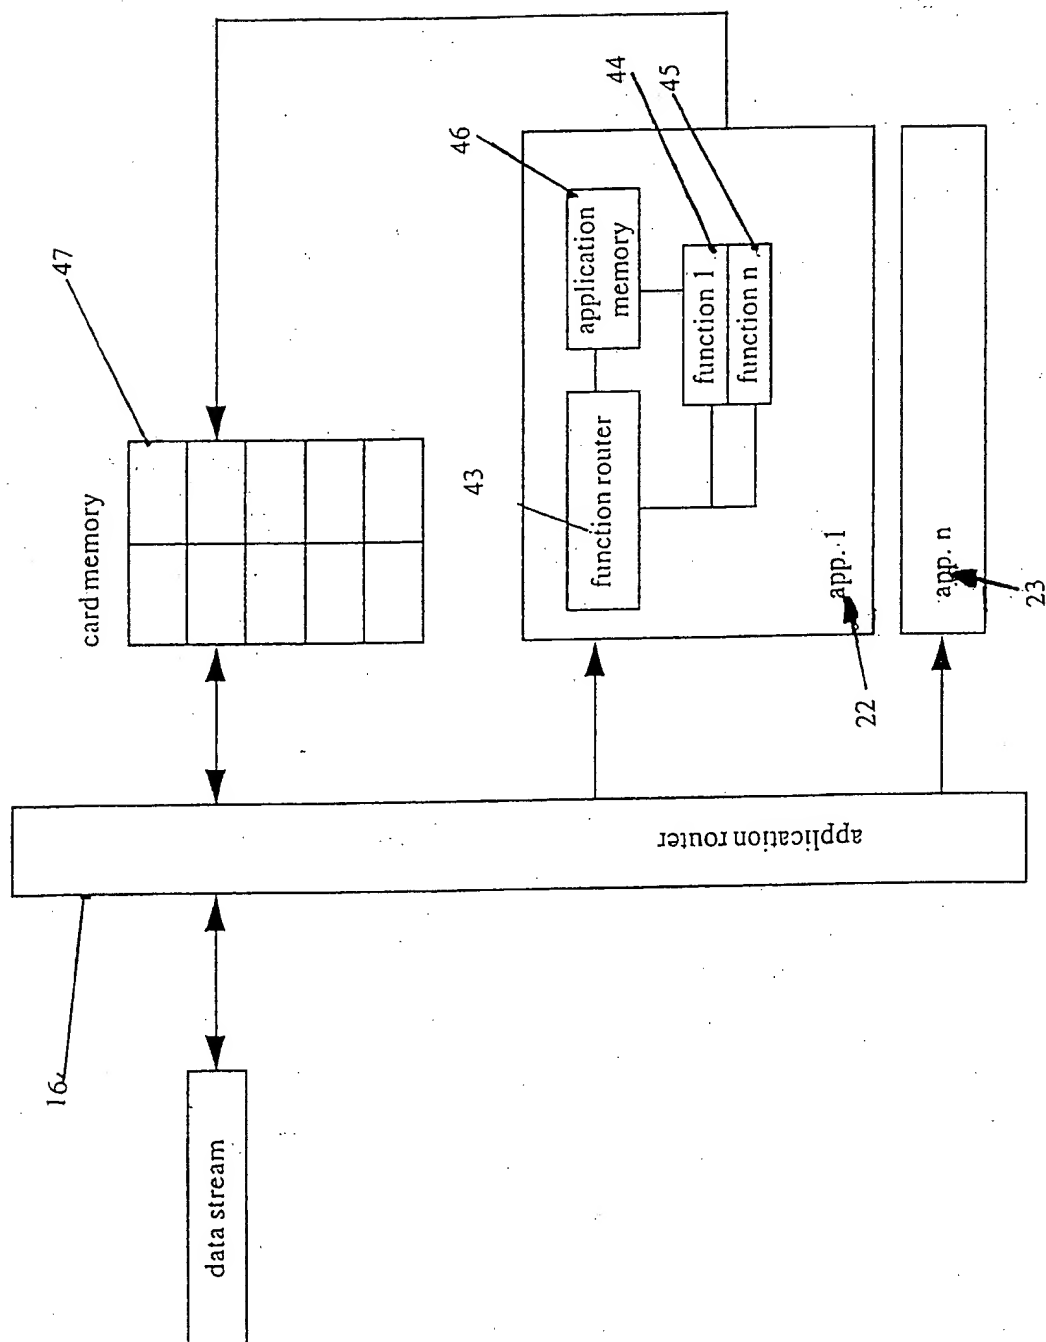 47
card memory
46
44
45
application
memory
function 1
function n
43
function router
app. 1
22
app. n
23
application router
16
data stream